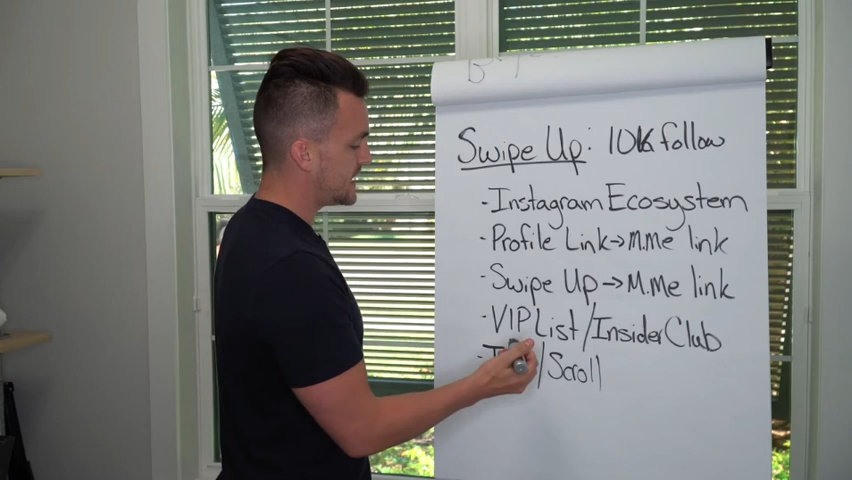 Swipe Up: 10K follow
- Instagram Ecosystem
- Profile Link → M.me link
- Swipe Up → M.Me link
- VIP List / Insider Club
- /Scroll